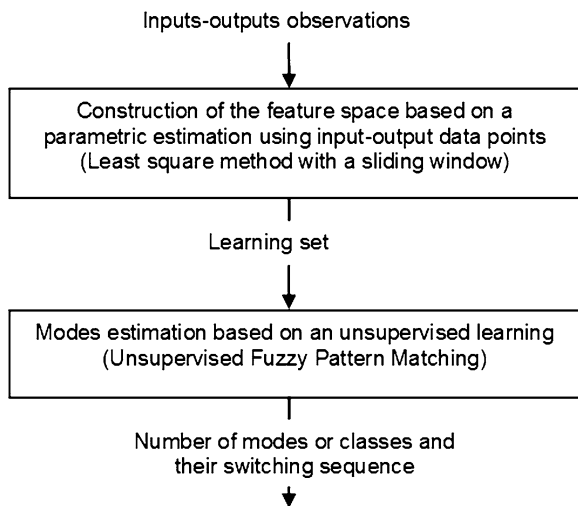 Inputs-outputs observations
Construction of the feature space based on a
parametric estimation using input-output data points
(Least square method with a sliding window)
Learning set
Modes estimation based on an unsupervised learning
(Unsupervised Fuzzy Pattern Matching)
Number of modes or classes and
their switching sequence